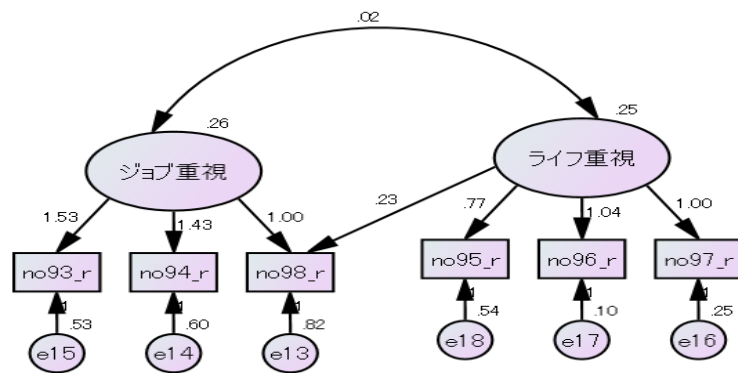 .02
.26
.25
ジョブ重視
ライフ重視
1.53
1.43
1.00
.23
.77
1.04
1.00
no93_r
no94_r
no98_r
no95_r
no96_r
no97_r
1
1
1
1
1
1
.53
.60
.82
.54
.10
.25
e15
e14
e13
e18
e17
e16